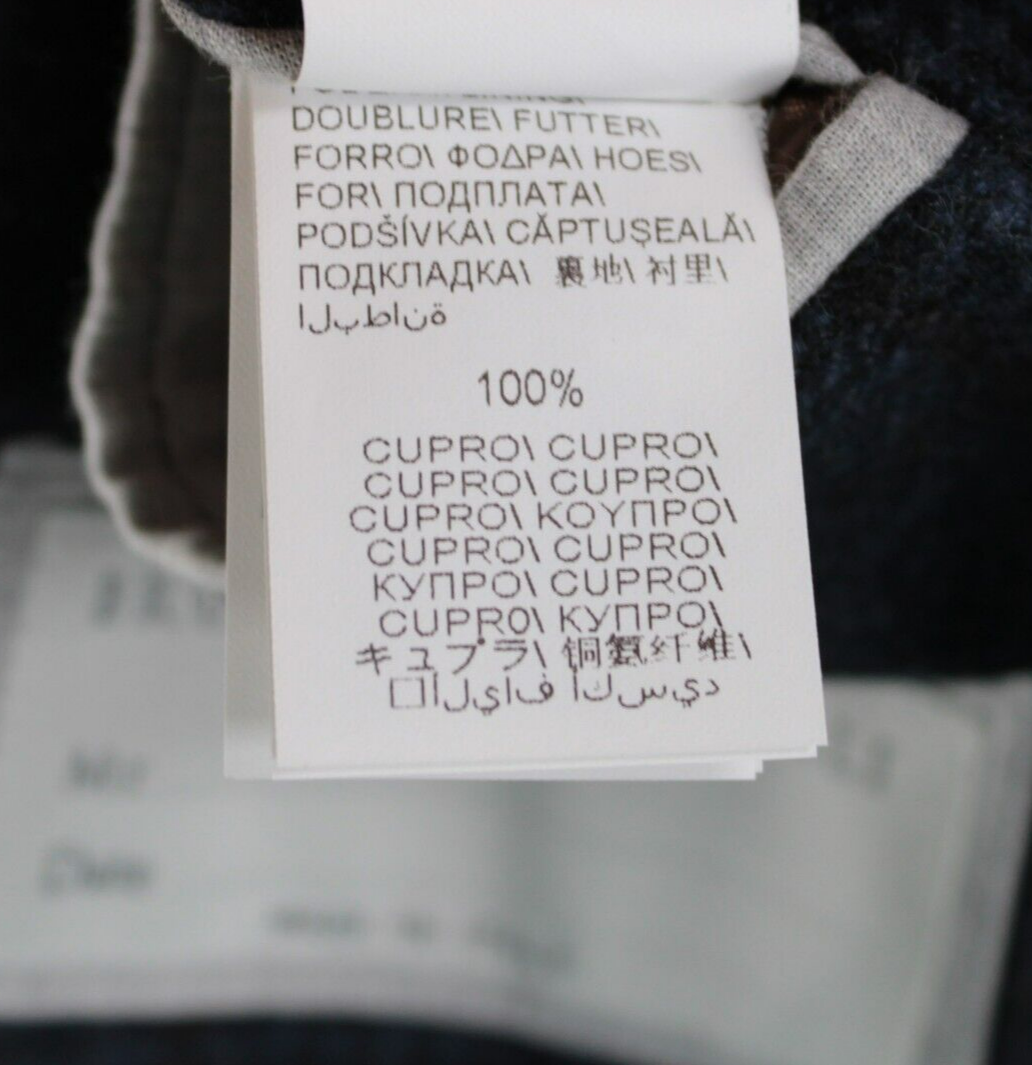 DOUBLURE\ FUTTER\
FORRO\ ΦΟΔΡΑ\ HOES\
FOR\ ПОДПЛАТА\
PODŠÍVKA\ CĂPTUȘEALĂ\
ПОДКЛАДКА\ 裏地\ 衬里\
البطانة
100%
CUPRO\ CUPRO\
CUPRO\ CUPRO\
CUPRO\ ΚΟΥΠΡΟ\
CUPRO\ CUPRO\
КУПРО\ CUPRO\
CUPRO\ КУПРО\
キュプラ\ 铜氨纤维\